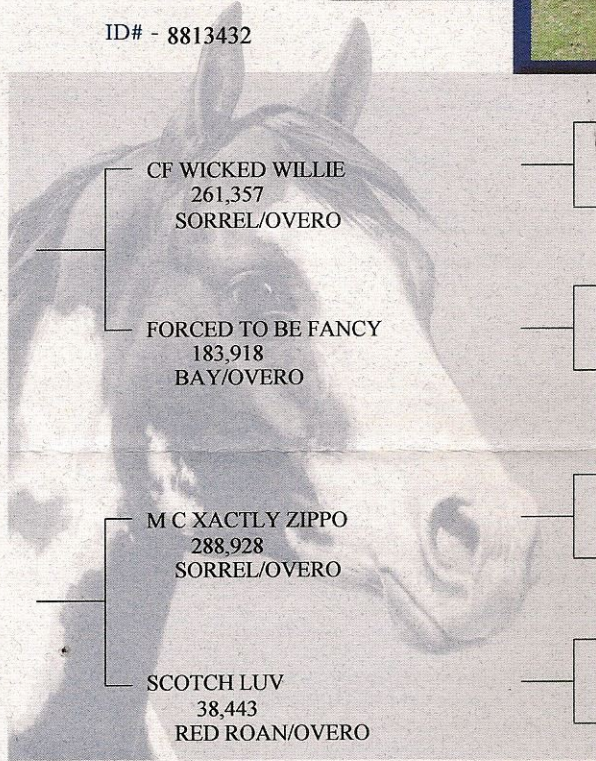 ID# - 8813432
CF WICKED WILLIE
261,357
SORREL/OVERO
FORCED TO BE FANCY
183,918
BAY/OVERO
M C XACTLY ZIPPO
288,928
SORREL/OVERO
SCOTCH LUV
38,443
RED ROAN/OVERO